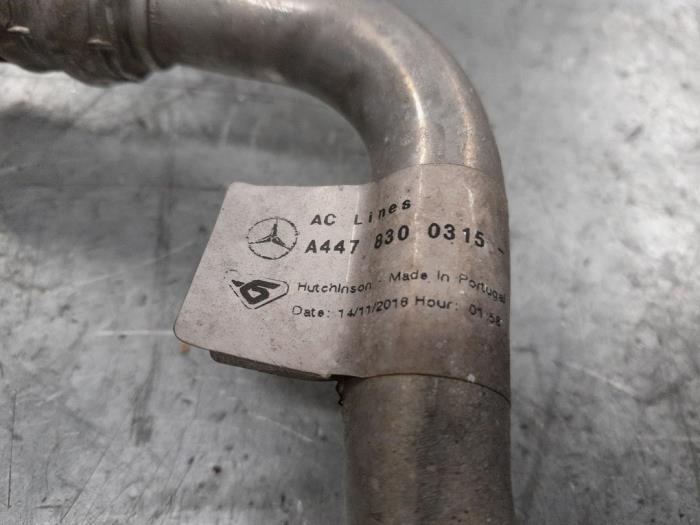 AC Lines
A447 830 0315 -
Hutchinson - Made In Portugal
Date: 14/11/2016 Hour: 01:58